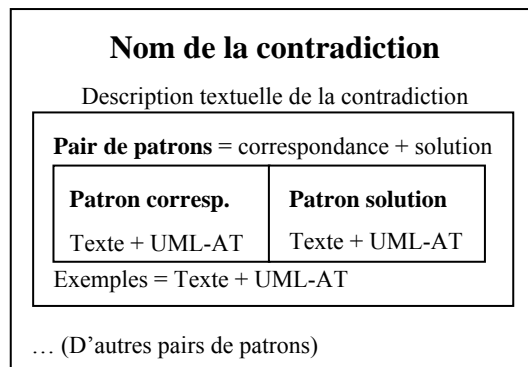 Nom de la contradiction
Description textuelle de la contradiction
Pair de patrons = correspondance + solution
Patron corresp.
Texte + UML-AT
Patron solution
Texte + UML-AT
Exemples = Texte + UML-AT
… (D’autres pairs de patrons)